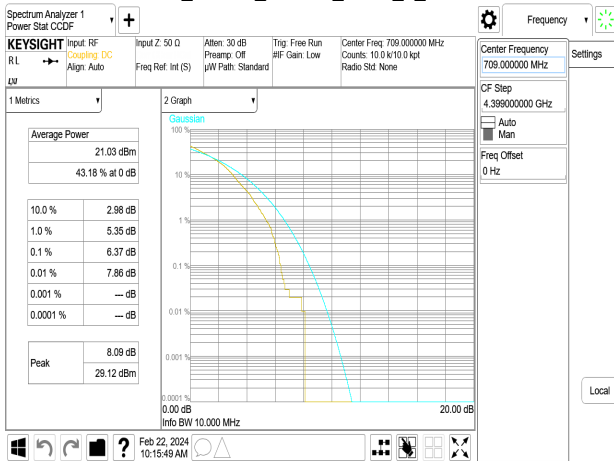 Spectrum Analyzer 1
Power Stat CCDF
Frequency
KEYSIGHT
RL
Input: RF
Coupling: DC
Align: Auto
Input Z: 50 Ω
Freq Ref: Int (S)
Atten: 30 dB
Preamp: Off
µW Path: Standard
Trig: Free Run
#IF Gain: Low
Center Freq: 709.000000 MHz
Counts: 10.0 k/10.0 kpt
Radio Std: None
Center Frequency
709.000000 MHz
Settings
CF Step
4.399000000 GHz
Auto
Man
Freq Offset
0 Hz
Local
1 Metrics
Average Power
21.03 dBm
43.18 % at 0 dB
10.0 % 2.98 dB
1.0 % 5.35 dB
0.1 % 6.37 dB
0.01 % 7.86 dB
0.001 % --- dB
0.0001 % --- dB
Peak 8.09 dB
29.12 dBm
2 Graph
Gaussian
100 %
10 %
1 %
0.1 %
0.01 %
0.001 %
0.0001 %
0.00 dB 20.00 dB
Info BW 10.000 MHz
Feb 22, 2024
10:15:49 AM